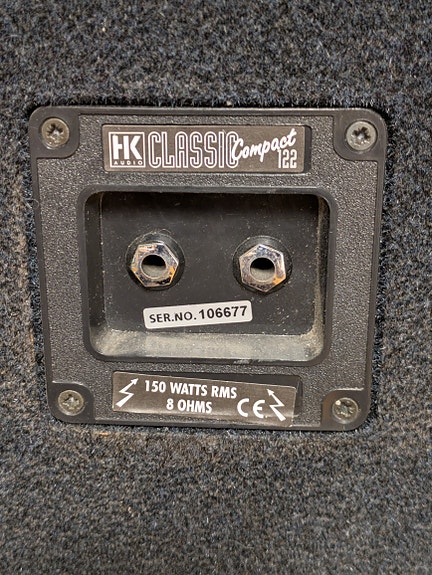 HK AUDIO CLASSIC Compact 122
SER.NO. 106677
150 WATTS RMS
8 OHMS CE